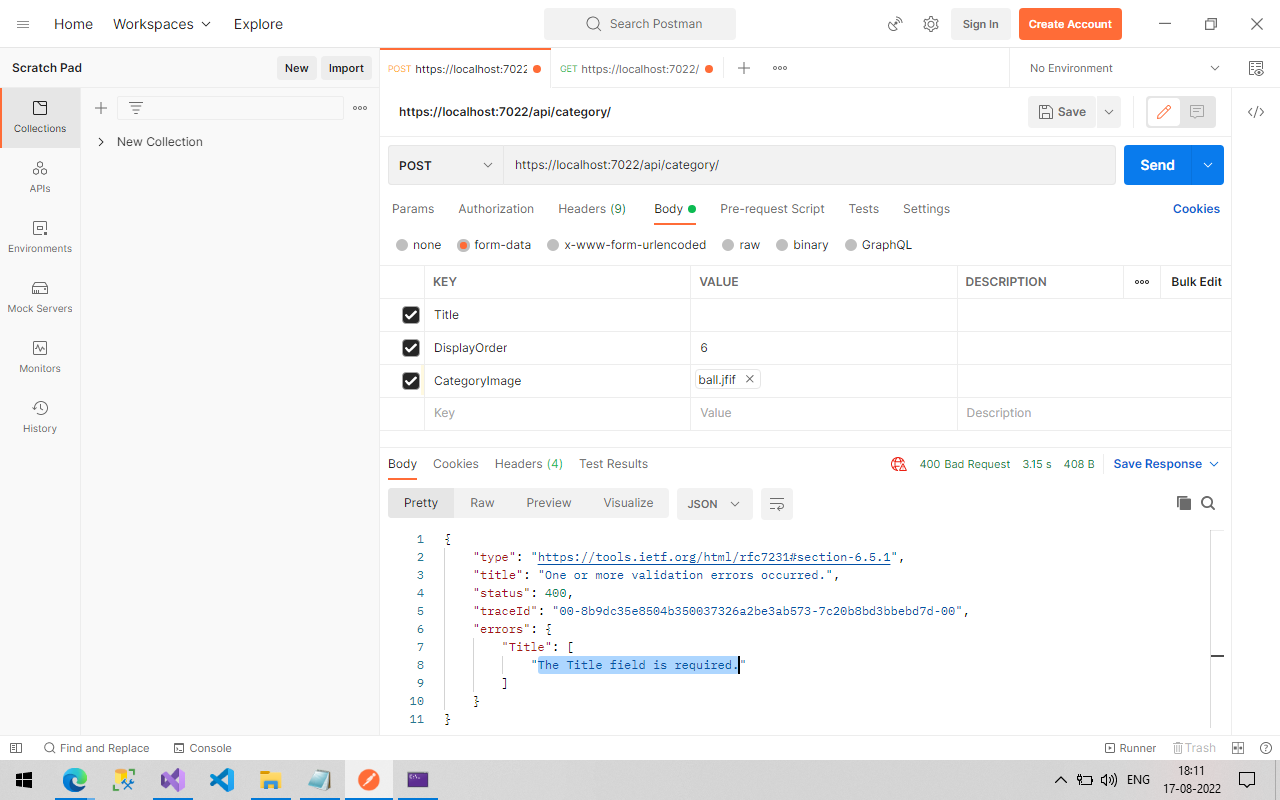 Home Workspaces Explore Search Postman Sign In Create Account
Scratch Pad New Import POST https://localhost:7022 GET https://localhost:7022/ No Environment
https://localhost:7022/api/category/ Save
Collections New Collection
POST https://localhost:7022/api/category/ Send
APIs
Params Authorization Headers (9) Body Pre-request Script Tests Settings Cookies
Environments
none form-data x-www-form-urlencoded raw binary GraphQL
KEY VALUE DESCRIPTION Bulk Edit
Mock Servers
Title
DisplayOrder 6
Monitors
CategoryImage ball.jfif
Key Value Description
History
Body Cookies Headers (4) Test Results 400 Bad Request 3.15 s 408 B Save Response
Pretty Raw Preview Visualize JSON
1 {
2 "type": "https://tools.ietf.org/html/rfc7231#section-6.5.1",
3 "title": "One or more validation errors occurred.",
4 "status": 400,
5 "traceId": "00-8b9dc35e8504b350037326a2be3ab573-7c20b8bd3bbebd7d-00",
6 "errors": {
7 "Title": [
8 "The Title field is required."
9 ]
10 }
11 }
Find and Replace Console Runner Trash
ENG 18:11
17-08-2022